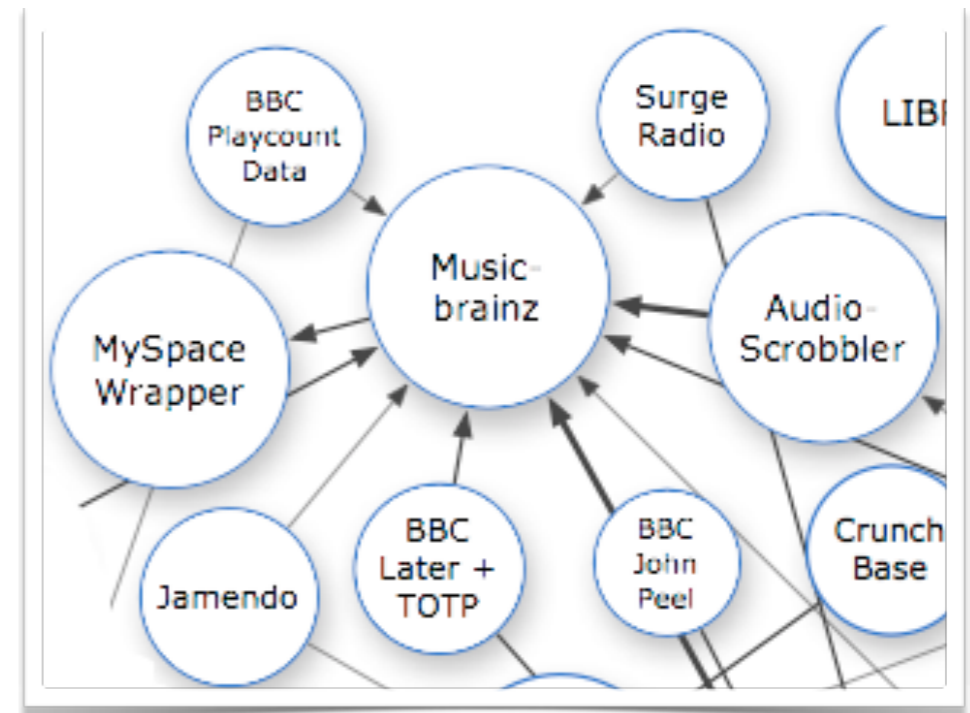 BBC
Playcount
Data
Surge
Radio
Music-
brainz
MySpace
Wrapper
Audio-
Scrobbler
Jamendo
BBC
Later +
TOTP
BBC
John
Peel
Crunch
Base